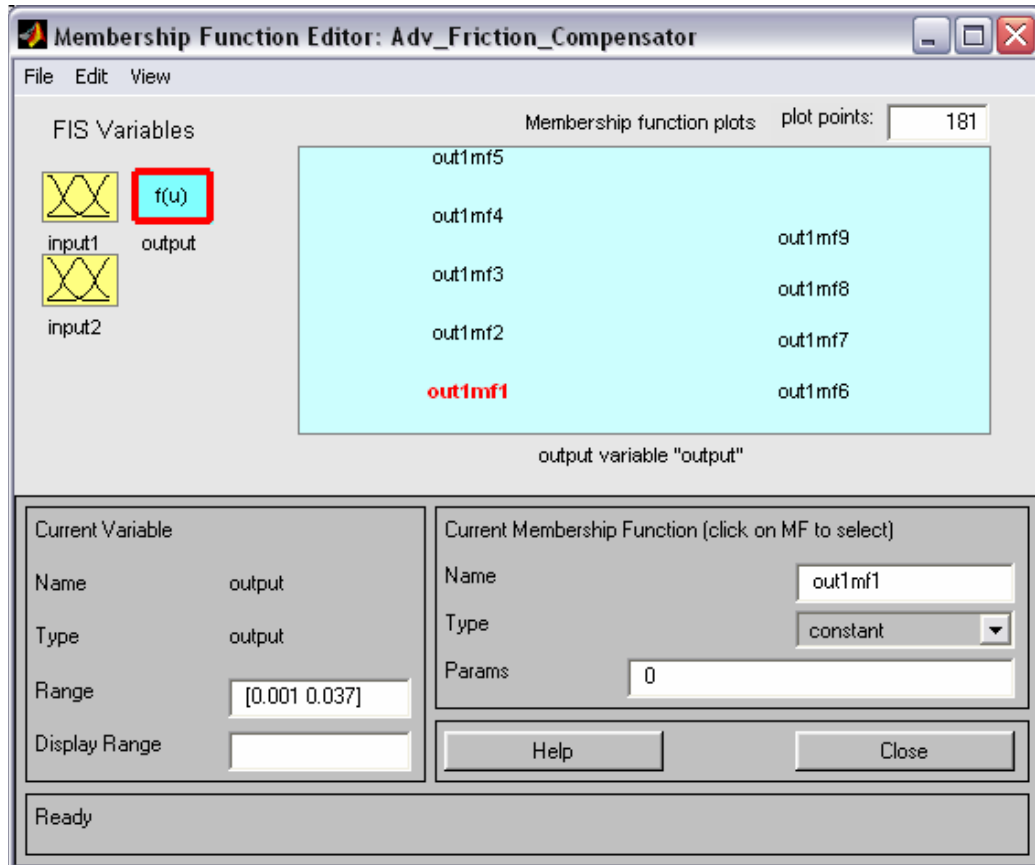 Membership Function Editor: Adv_Friction_Compensator
File Edit View
FIS Variables
Membership function plots plot points: 181
f(u)
input1 output
input2
out1mf5
out1mf4
out1mf3
out1mf2
out1mf1
out1mf9
out1mf8
out1mf7
out1mf6
output variable "output"
Current Variable
Name output
Type output
Range [0.001 0.037]
Display Range
Current Membership Function (click on MF to select)
Name out1mf1
Type constant
Params 0
Help Close
Ready